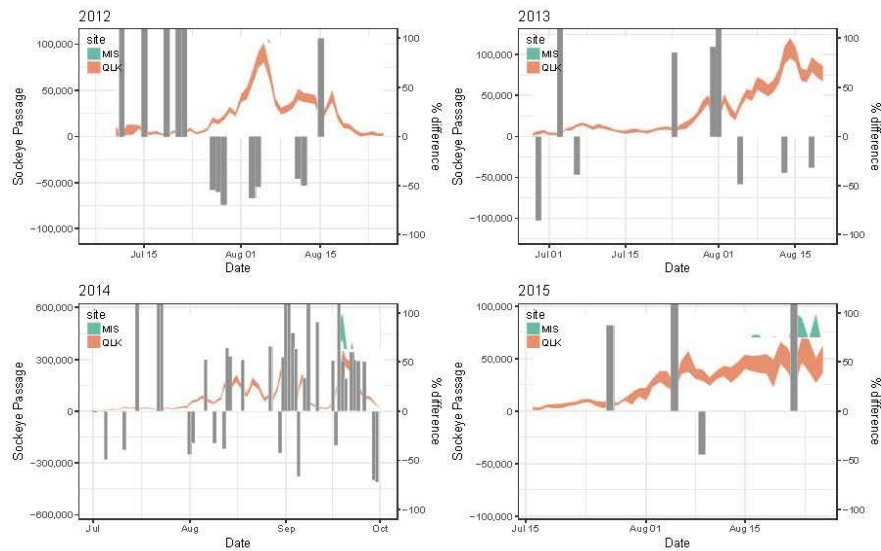 2012
site
MIS
QLK
Sockeye Passage
100,000
50,000
0
−50,000
−100,000
100
50
0
−50
−100
% difference
Jul 15
Aug 01
Aug 15
Date
2013
site
MIS
QLK
Sockeye Passage
100,000
50,000
0
−50,000
−100,000
100
50
0
−50
−100
% difference
Jul 01
Jul 15
Aug 01
Aug 15
Date
2014
site
MIS
QLK
Sockeye Passage
600,000
300,000
0
−300,000
−600,000
100
50
0
−50
−100
% difference
Jul
Aug
Sep
Oct
Date
2015
site
MIS
QLK
Sockeye Passage
100,000
50,000
0
−50,000
−100,000
100
50
0
−50
−100
% difference
Jul 15
Aug 01
Aug 15
Date